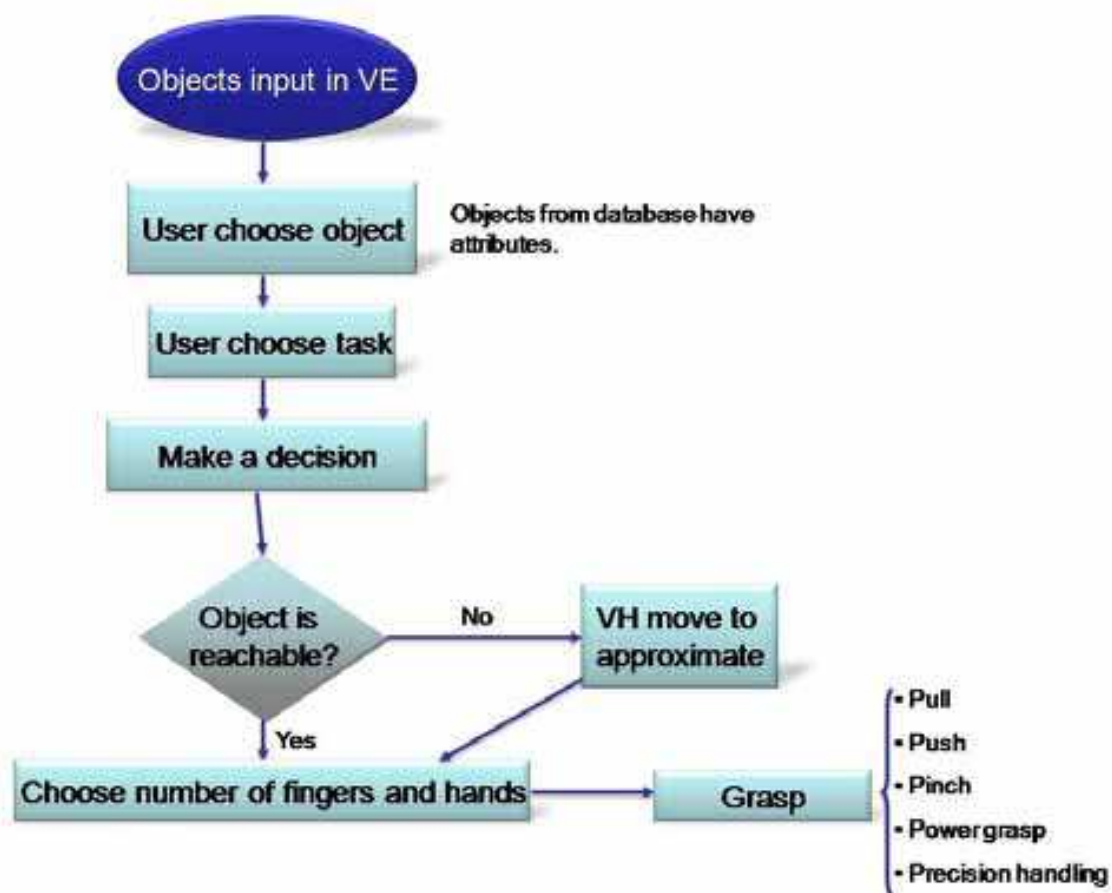 Objects input in VE
User choose object
Objects from database have
attributes.
User choose task
Make a decision
Object is
reachable?
No
VH move to
approximate
Yes
Choose number of fingers and hands
Grasp
• Pull
• Push
• Pinch
• Power grasp
• Precision handling